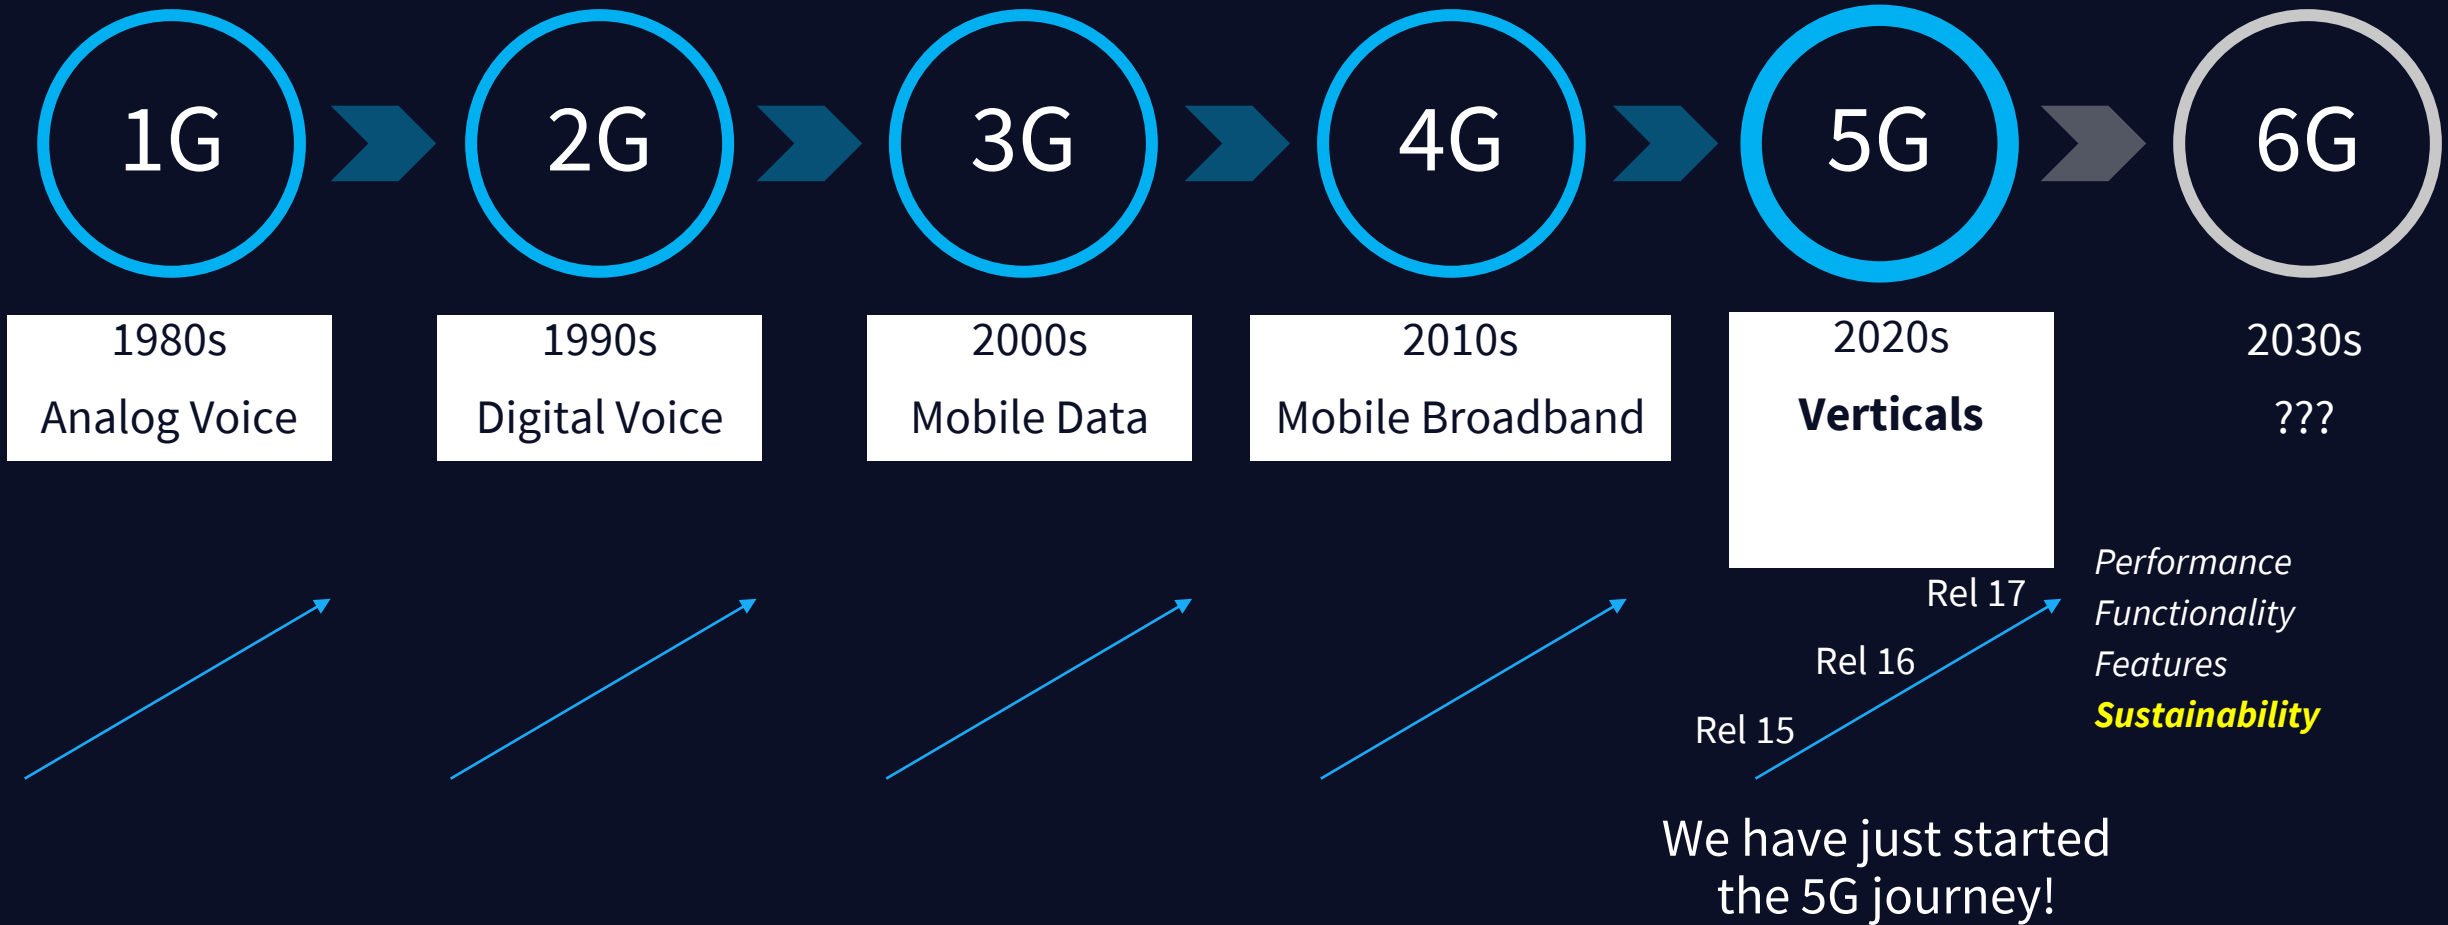 1G
2G
3G
4G
5G
6G
1980s
Analog Voice
1990s
Digital Voice
2000s
Mobile Data
2010s
Mobile Broadband
2020s
Verticals
2030s
???
Rel 17
Rel 16
Rel 15
Performance
Functionality
Features
Sustainability
We have just started
the 5G journey!